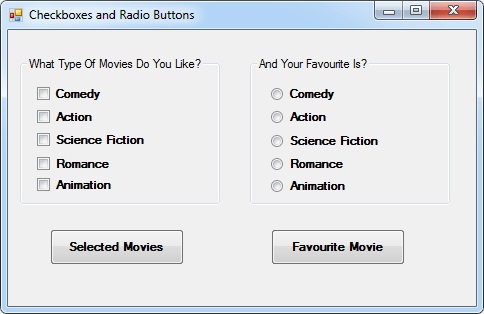 Checkboxes and Radio Buttons
What Type Of Movies Do You Like?
Comedy
Action
Science Fiction
Romance
Animation
Selected Movies
And Your Favourite Is?
Comedy
Action
Science Fiction
Romance
Animation
Favourite Movie